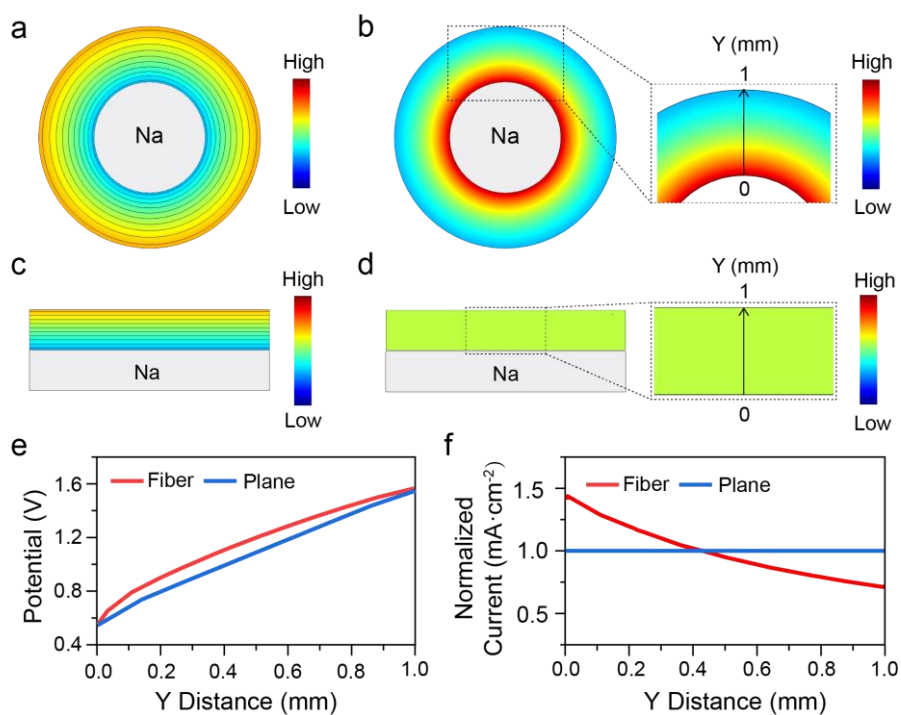 a
High
Na
Low
b
Na
Y (mm)
1
0
High
Low
c
High
Na
Low
d
Na
Y (mm)
1
0
High
Low
e
Fiber Plane
Potential (V)
1.6
1.2
0.8
0.4
0.0 0.2 0.4 0.6 0.8 1.0
Y Distance (mm)
f
Fiber Plane
Normalized
Current (mA·cm⁻²)
1.5
1.0
0.5
0.0 0.2 0.4 0.6 0.8 1.0
Y Distance (mm)